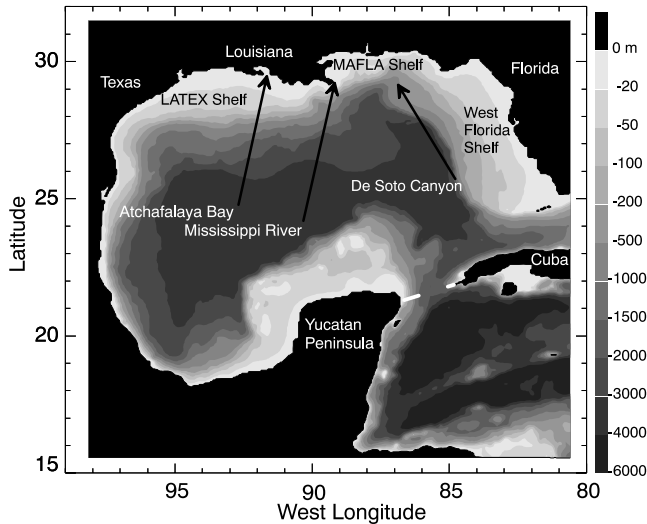 30
Louisiana
MAFLA Shelf
Florida
Texas
LATEX Shelf
West
Florida
Shelf
De Soto Canyon
Atchafalaya Bay
Mississippi River
25
Latitude
Cuba
Yucatan
Peninsula
20
15
95
90
85
80
West Longitude
0 m
-20
-50
-100
-200
-500
-1000
-1500
-2000
-3000
-4000
-6000